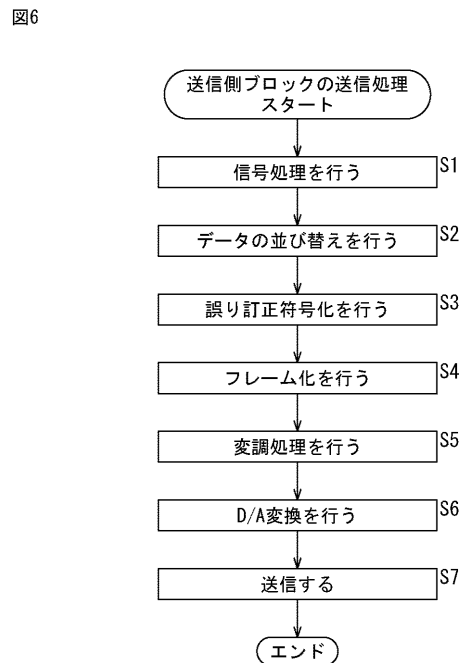 図6
送信側ブロックの送信処理
スタート
信号処理を行う S1
データの並び替えを行う S2
誤り訂正符号化を行う S3
フレーム化を行う S4
変調処理を行う S5
D/A変換を行う S6
送信する S7
エンド